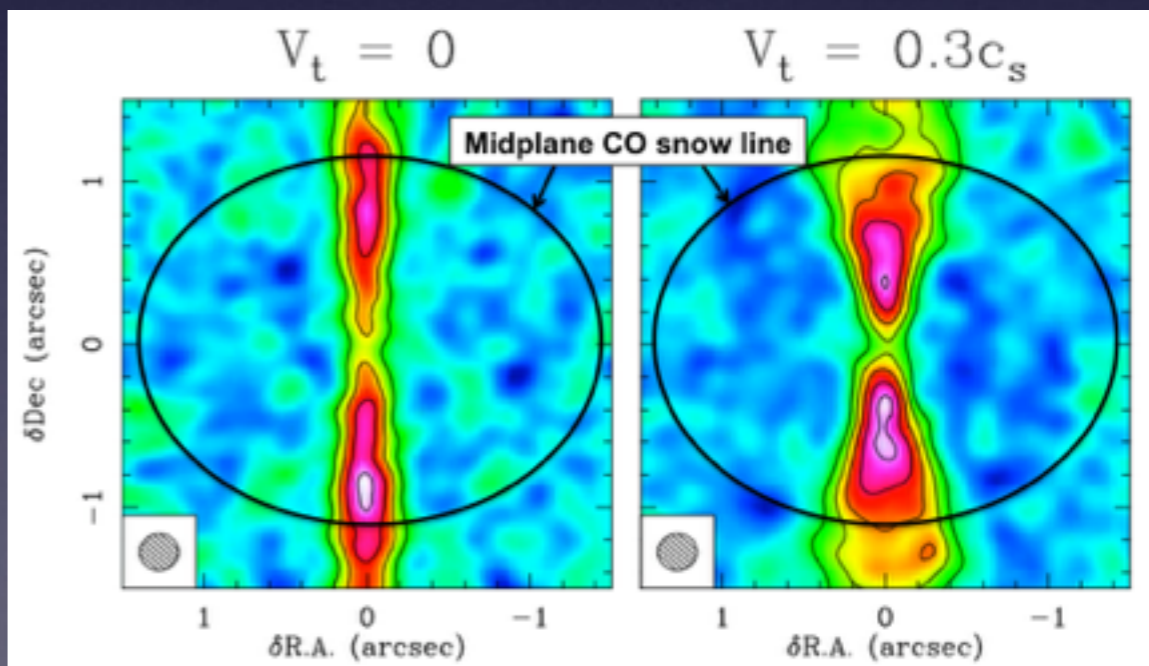 V_t = 0
V_t = 0.3c_s
Midplane CO snow line
δDec (arcsec)
1
0
-1
1 0 -1
δR.A. (arcsec)
1 0 -1
δR.A. (arcsec)